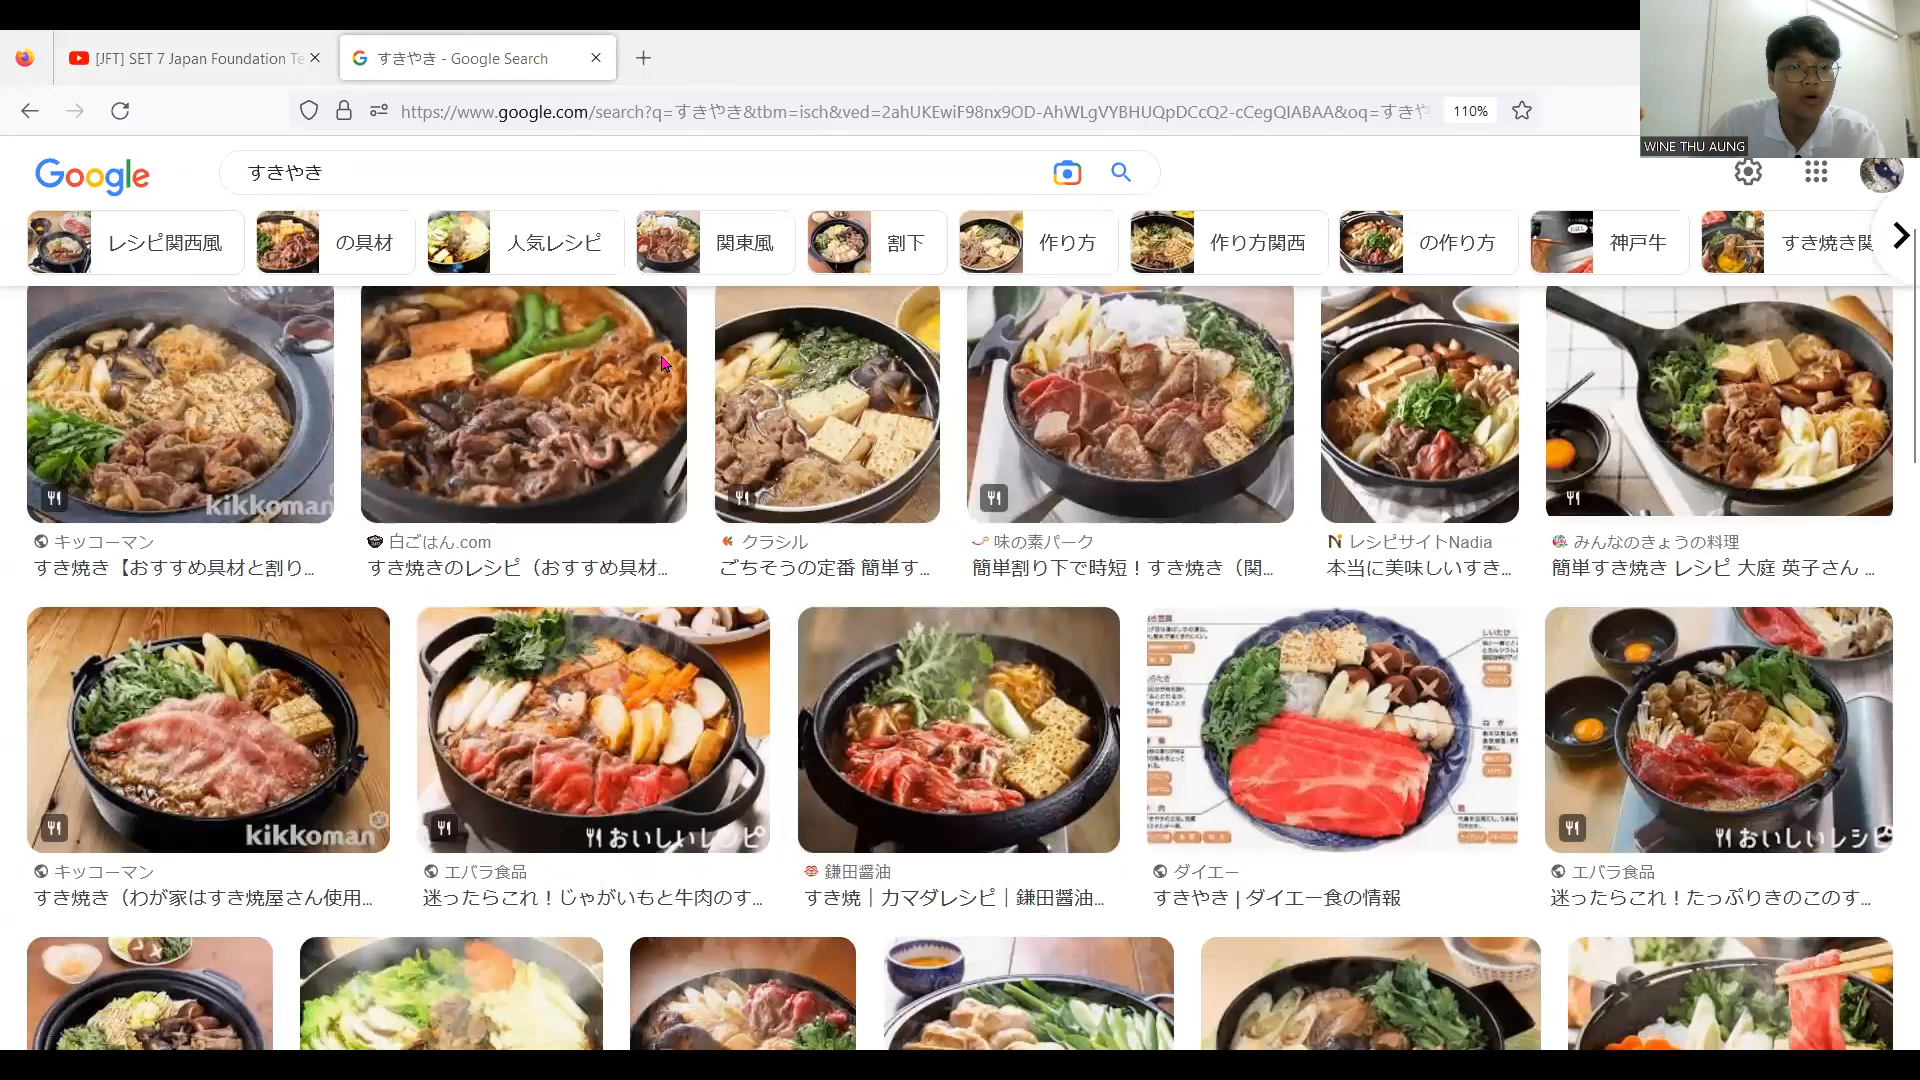 [JFT] SET 7 Japan Foundation Te
すきやき - Google Search
https://www.google.com/search?q=すきやき&tbm=isch&ved=2ahUKEwiF98nx9OD-AhWLgVYBHUQpDCcQ2-cCegQIABAA&oq=すきや
110%
WINE THU AUNG
Google
すきやき
レシピ関西風
の具材
人気レシピ
関東風
割下
作り方
作り方関西
の作り方
神戸牛
すき焼き関
kikkoman
キッコーマン
すき焼き【おすすめ具材と割り...
白ごはん.com
すき焼きのレシピ（おすすめ具材...
クラシル
ごちそうの定番 簡単す...
味の素パーク
簡単割り下で時短！すき焼き（関...
レシピサイトNadia
本当に美味しいすき...
みんなのきょうの料理
簡単すき焼き レシピ 大庭 英子さん ...
kikkoman
おいしいレシピ
おいしいレシピ
キッコーマン
すき焼き（わが家はすき焼屋さん使用...
エバラ食品
迷ったらこれ！じゃがいもと牛肉のす...
鎌田醤油
すき焼｜カマダレシピ｜鎌田醤油...
ダイエー
すきやき | ダイエー食の情報
エバラ食品
迷ったらこれ！たっぷりきのこのす...